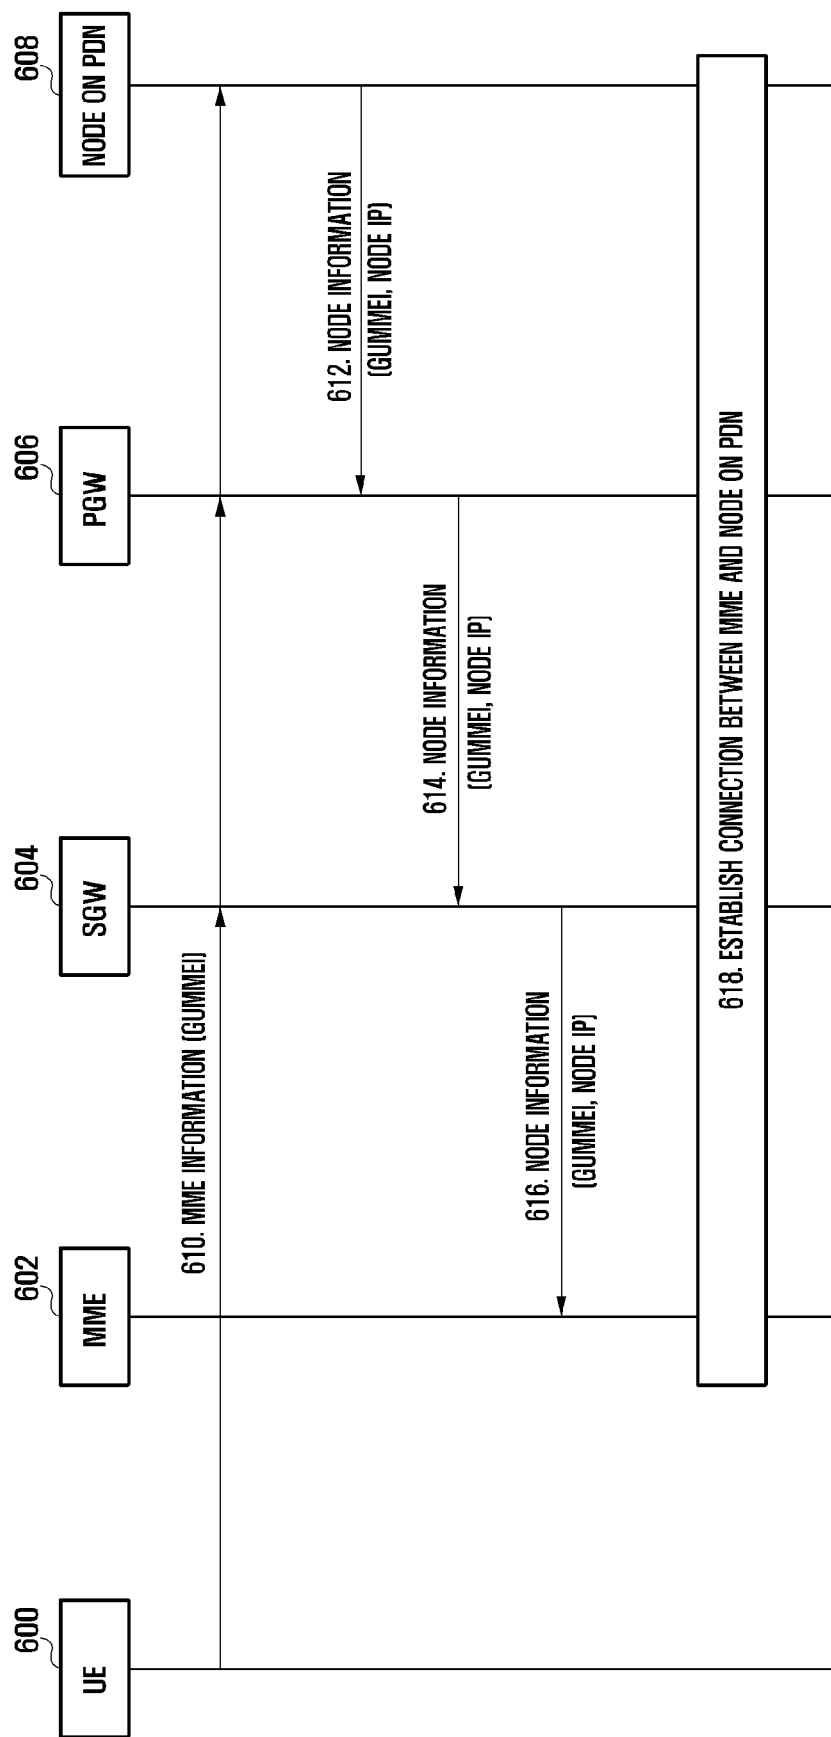 600
602
604
606
608
UE
MME
SGW
PGW
NODE ON PDN
610. MME INFORMATION (GUMMEI)
612. NODE INFORMATION
(GUMMEI, NODE IP)
614. NODE INFORMATION
(GUMMEI, NODE IP)
616. NODE INFORMATION
(GUMMEI, NODE IP)
618. ESTABLISH CONNECTION BETWEEN MME AND NODE ON PDN